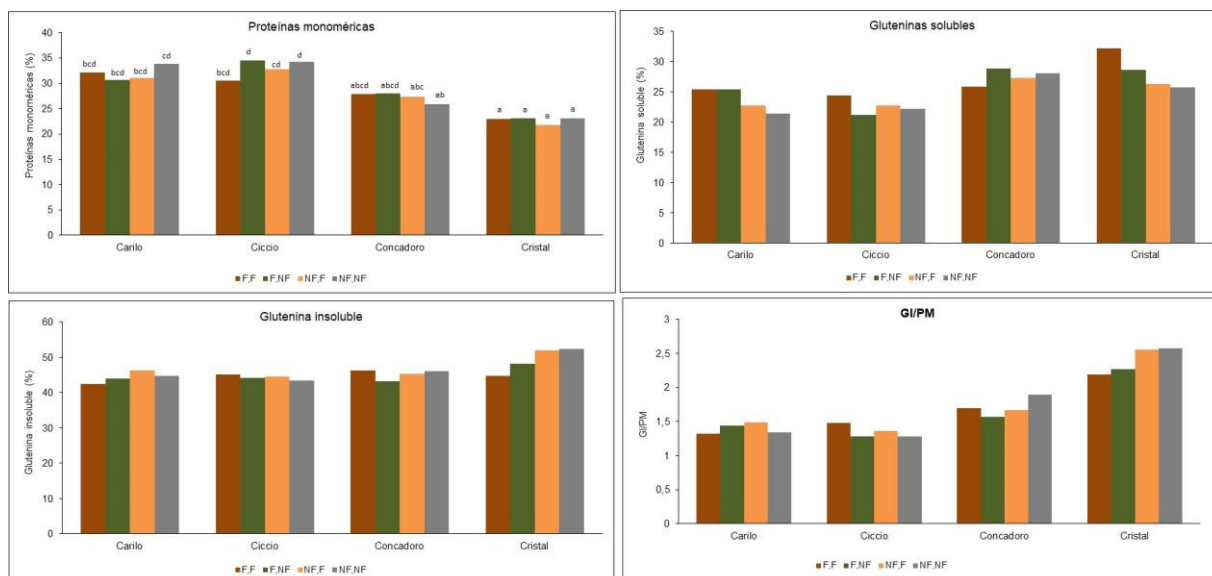 Proteínas monoméricas
Proteínas monoméricas (%)
40
35
30
25
20
15
10
5
0
bcd bcd bcd cd
bcd d cd d
abcd abcd abc ab
a a a a
Carilo Ciccio Concadoro Cristal
F,F F,NF NF,F NF,NF
Gluteninas solubles
Glutenina soluble (%)
35
30
25
20
15
10
5
0
Carilo Ciccio Concadoro Cristal
F,F F,NF NF,F NF,NF
Glutenina insoluble
Glutenina insoluble (%)
60
50
40
30
20
10
0
Carilo Ciccio Concadoro Cristal
F,F F,NF NF,F NF,NF
GI/PM
GI/PM
3
2,5
2
1,5
1
0,5
0
Carilo Ciccio Concadoro Cristal
F,F F,NF NF,F NF,NF